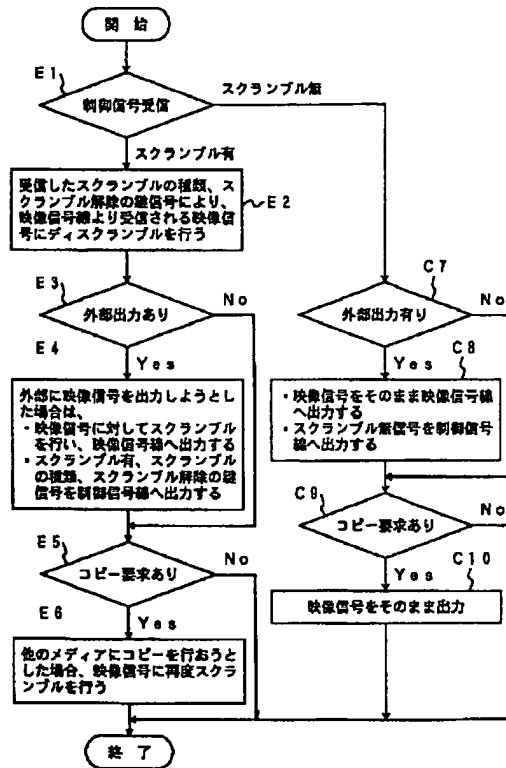 開 始
E1
制御信号受信
スクランブル無
スクランブル有
受信したスクランブルの種類、ス
クランブル解除の鍵信号により、
映像信号線より受信される映像信
号にディスクランブルを行う
E2
E3
外部出力あり
No
Yes
E4
外部に映像信号を出力しようとし
た場合は、
・映像信号に対してスクランブル
を行い、映像信号線へ出力する
・スクランブル有、スクランブル
の種類、スクランブル解除の鍵
信号を制御信号線へ出力する
E5
コピー要求あり
No
Yes
E6
他のメディアにコピーを行おうと
した場合、映像信号に再度スクラ
ンブルを行う
終 了
C7
外部出力有り
No
Yes
C8
・映像信号をそのまま映像信号線
へ出力する
・スクランブル無信号を制御信号
線へ出力する
C9
コピー要求あり
No
Yes
C10
映像信号をそのまま出力